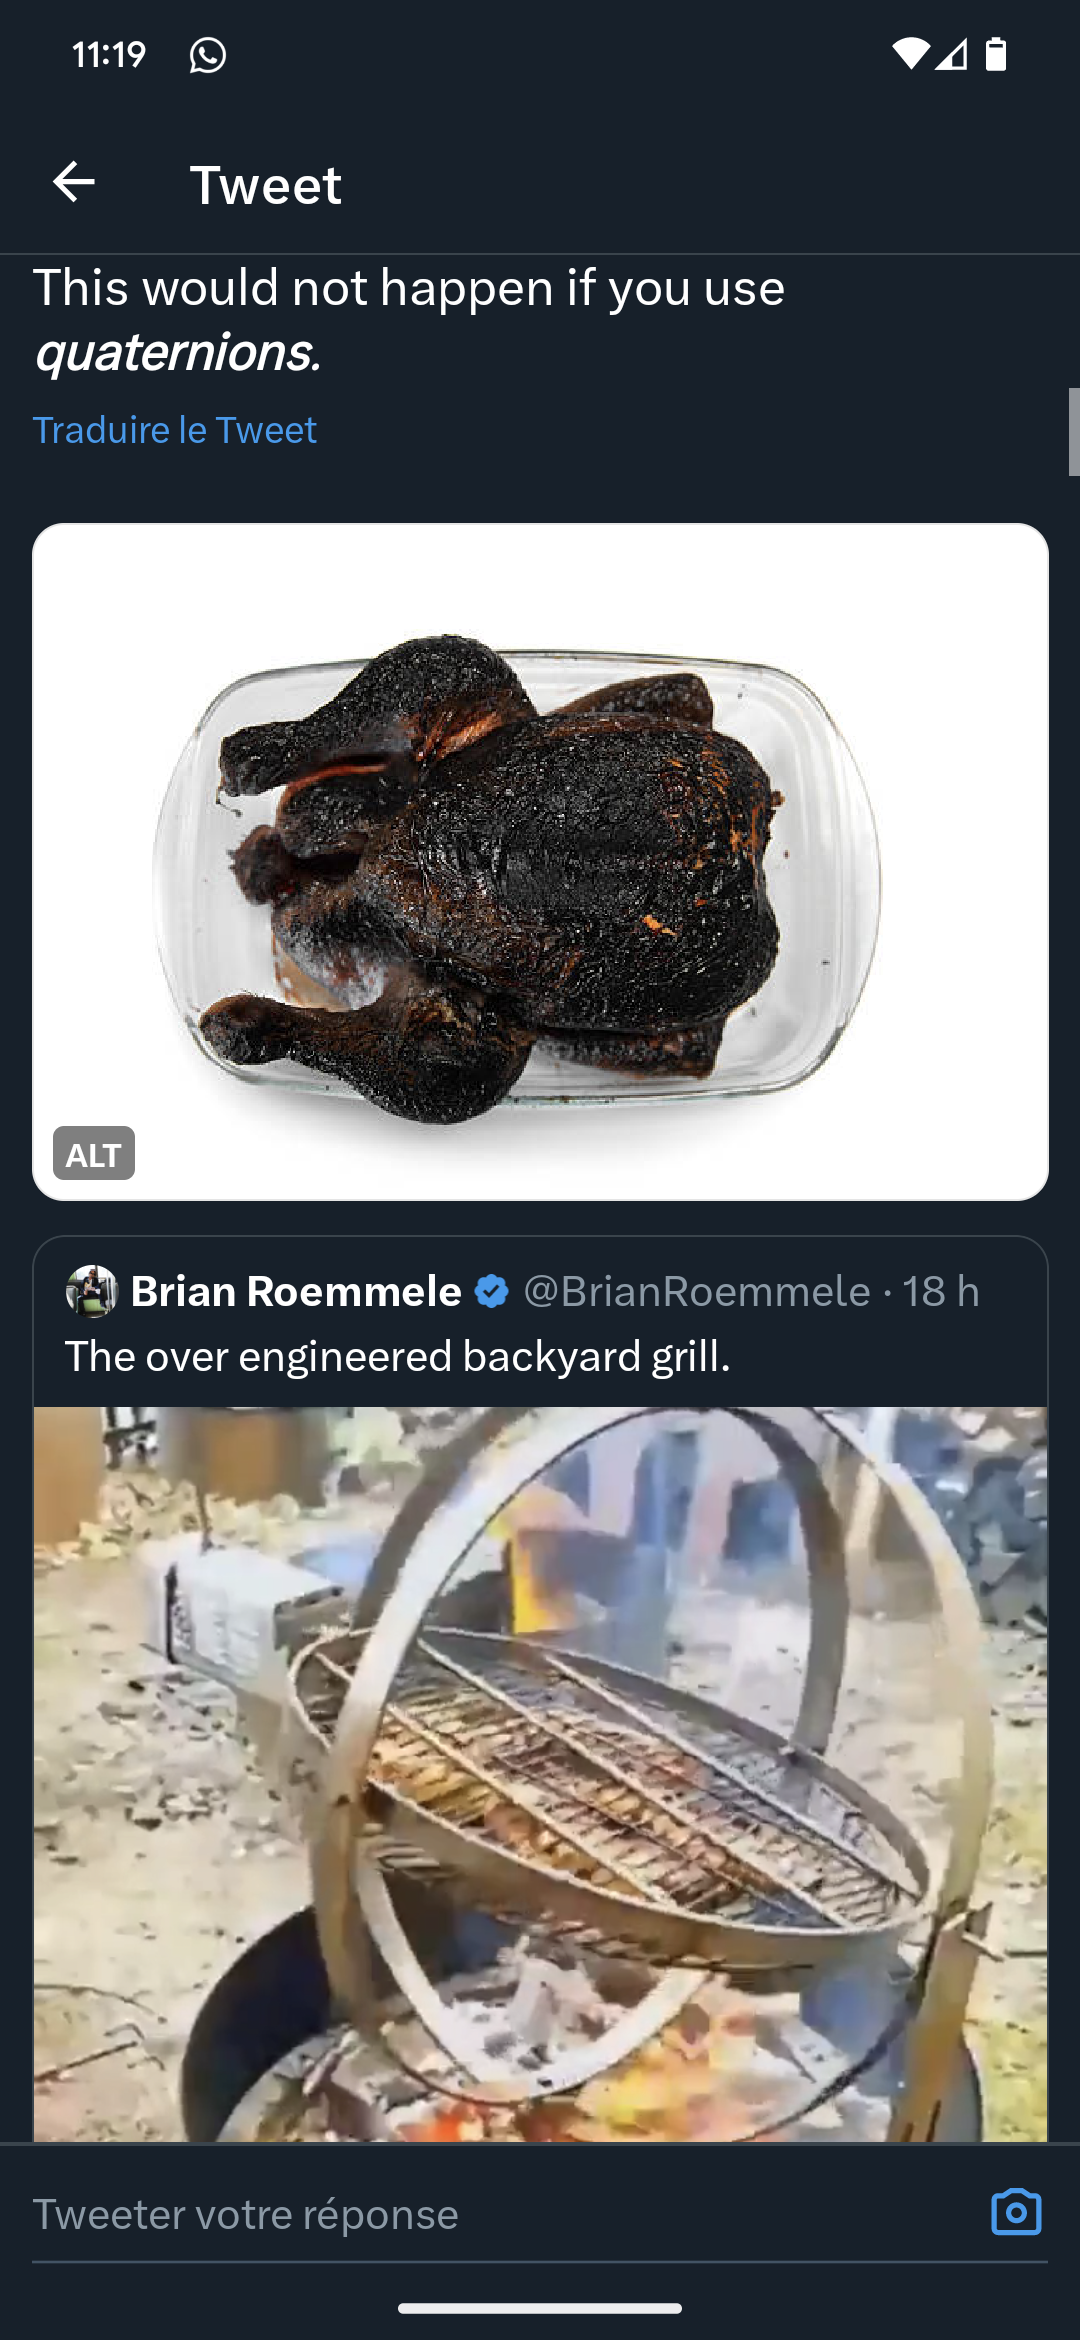 11:19
Tweet
This would not happen if you use
quaternions.
Traduire le Tweet
ALT
Brian Roemmele @BrianRoemmele · 18 h
The over engineered backyard grill.
Tweeter votre réponse